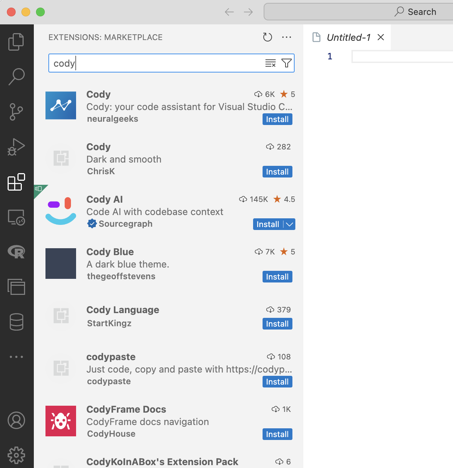 Search
EXTENSIONS: MARKETPLACE
Untitled-1
cody
1
Cody
6K
5
Cody: your code assistant for Visual Studio C...
neuralgeeks
Install
Cody
282
Dark and smooth
ChrisK
Install
Cody AI
145K
4.5
Code AI with codebase context
Sourcegraph
Install
Cody Blue
7K
5
A dark blue theme.
thegeoffstevens
Install
Cody Language
379
StartKingz
Install
codypaste
108
Just code, copy and paste with https://codyp...
codypaste
Install
CodyFrame Docs
1K
CodyFrame docs navigation
CodyHouse
Install
CodyKoInABox's Extension Pack
6